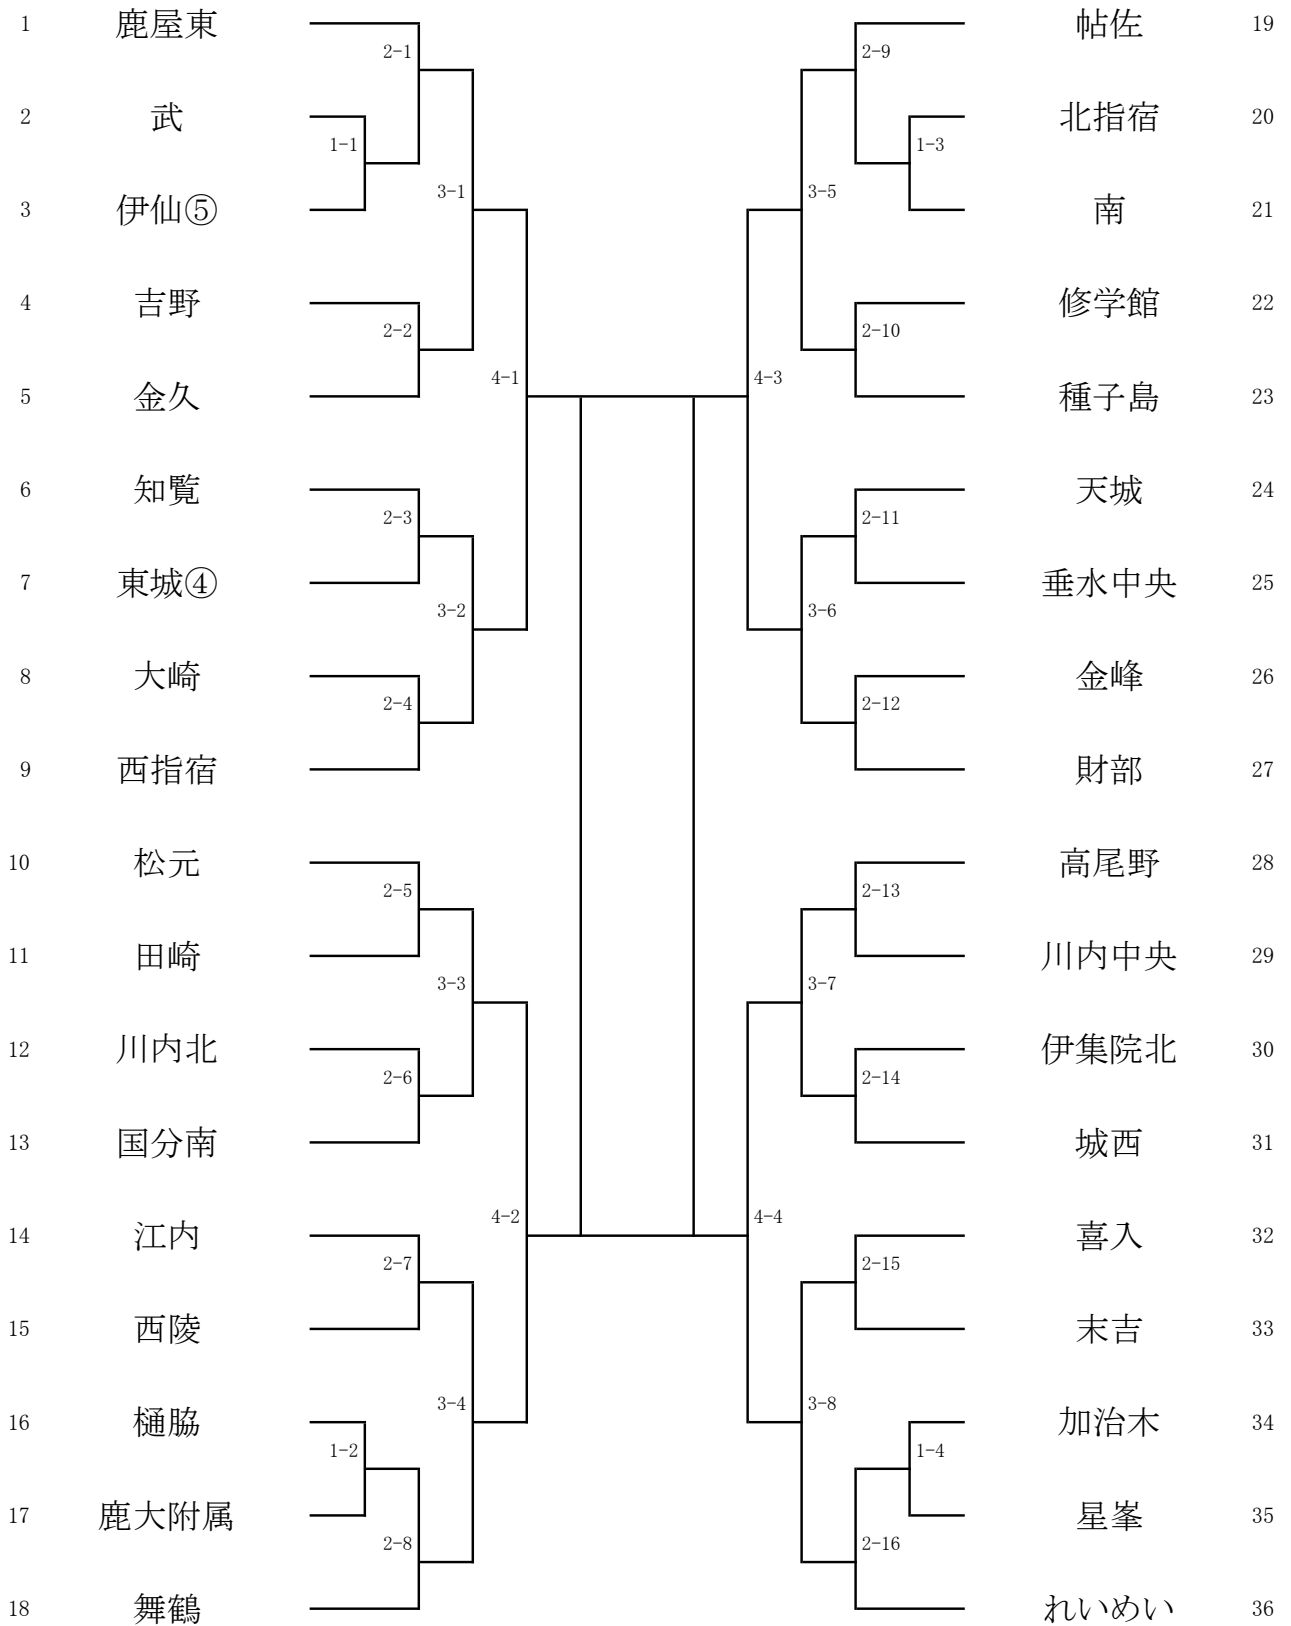 1 鹿屋東 帖佐 19
2-1 2-9
2 武 北指宿 20
1-1 1-3
3-1 3-5
3 伊仙⑤ 南 21
4 吉野 修学館 22
2-2 2-10
4-1 4-3
5 金久 種子島 23
6 知覧 天城 24
2-3 2-11
7 東城④ 垂水中央 25
3-2 3-6
8 大崎 金峰 26
2-4 2-12
9 西指宿 財部 27
10 松元 高尾野 28
2-5 2-13
11 田崎 川内中央 29
3-3 3-7
12 川内北 伊集院北 30
2-6 2-14
13 国分南 城西 31
4-2 4-4
14 江内 喜入 32
2-7 2-15
15 西陵 末吉 33
3-4 3-8
16 樋脇 加治木 34
1-2 1-4
17 鹿大附属 星峯 35
2-8 2-16
18 舞鶴 れいめい 36